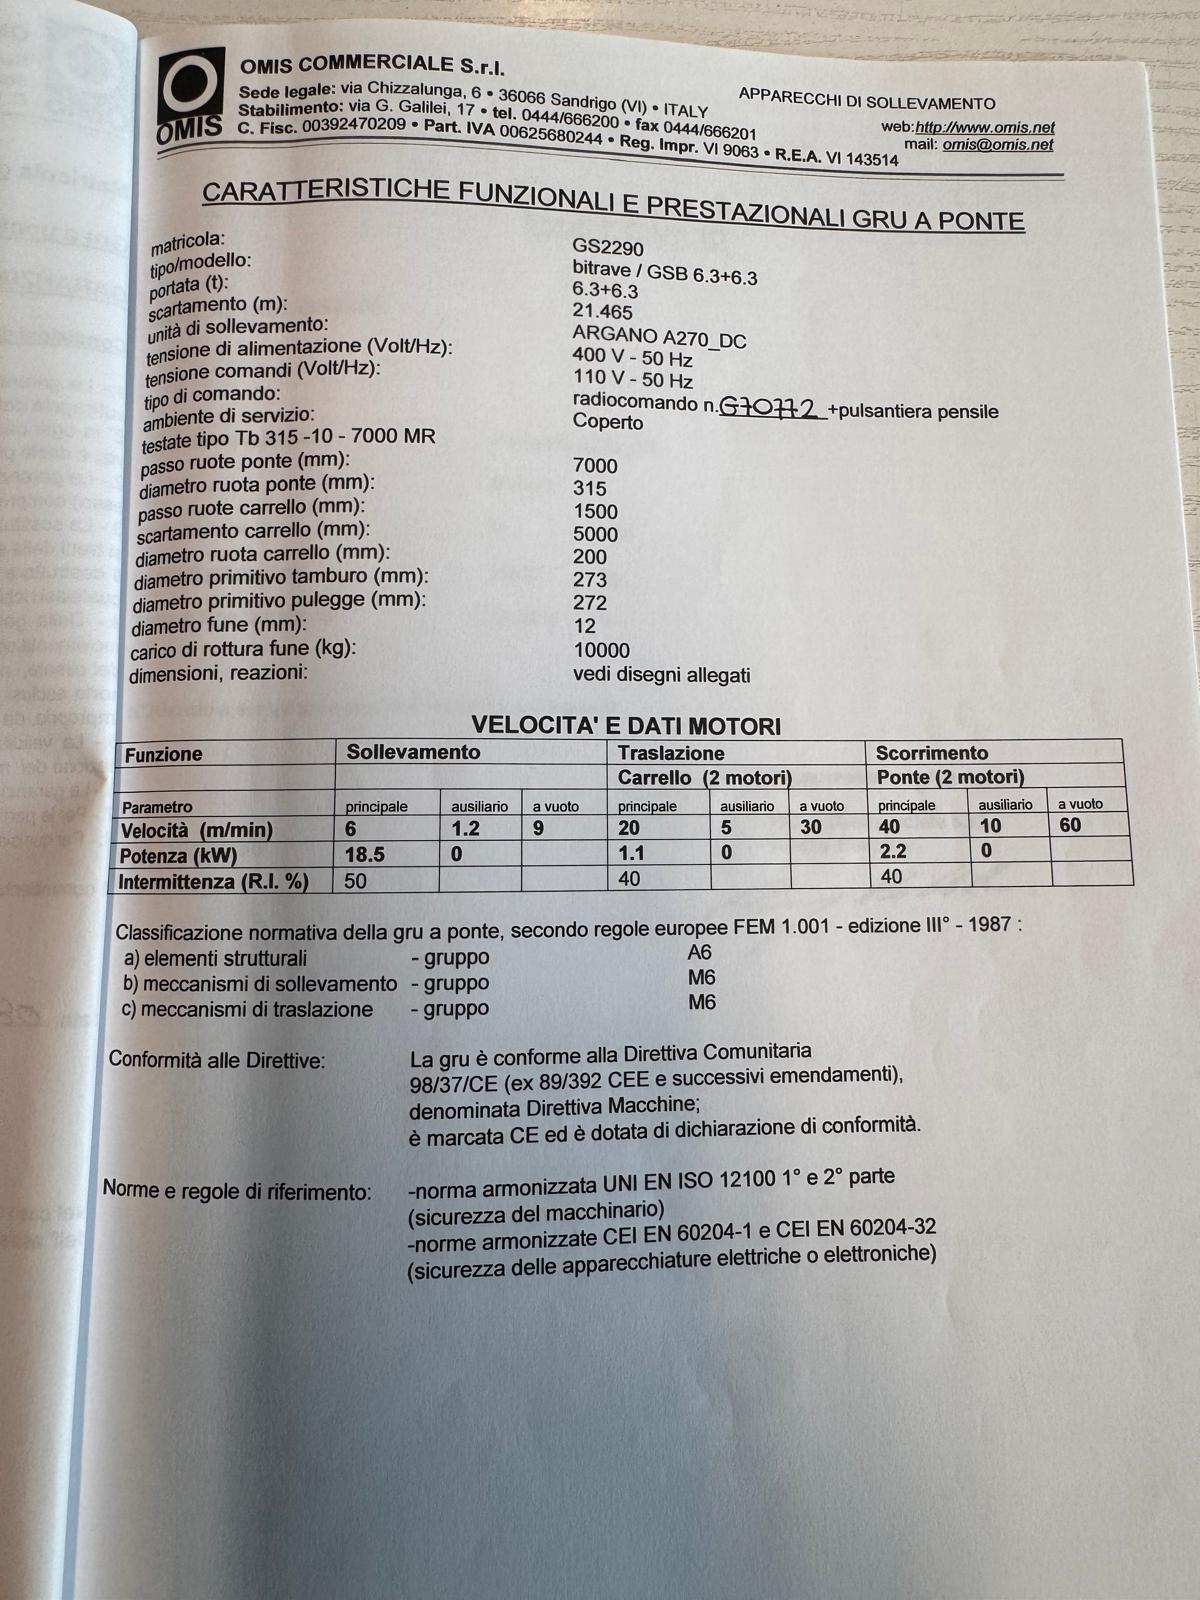 OMIS
OMIS COMMERCIALE S.r.l.
Sede legale: via Chizzalunga, 6 • 36066 Sandrigo (VI) • ITALY
Stabilimento: via G. Galilei, 17 • tel. 0444/666200 • fax 0444/666201
C. Fisc. 00392470209 • Part. IVA 00625680244 • Reg. Impr. VI 9063 • R.E.A. VI 143514
APPARECCHI DI SOLLEVAMENTO
web:http://www.omis.net
mail: omis@omis.net
CARATTERISTICHE FUNZIONALI E PRESTAZIONALI GRU A PONTE
matricola: GS2290
tipo/modello: bitrave / GSB 6.3+6.3
portata (t): 6.3+6.3
scartamento (m): 21.465
unità di sollevamento: ARGANO A270_DC
tensione di alimentazione (Volt/Hz): 400 V - 50 Hz
tensione comandi (Volt/Hz): 110 V - 50 Hz
tipo di comando: radiocomando n. G70772 +pulsantiera pensile
ambiente di servizio: Coperto
testate tipo Tb 315 -10 - 7000 MR
passo ruote ponte (mm): 7000
diametro ruota ponte (mm): 315
passo ruote carrello (mm): 1500
scartamento carrello (mm): 5000
diametro ruota carrello (mm): 200
diametro primitivo tamburo (mm): 273
diametro primitivo pulegge (mm): 272
diametro fune (mm): 12
carico di rottura fune (kg): 10000
dimensioni, reazioni: vedi disegni allegati
VELOCITA' E DATI MOTORI
Funzione Sollevamento Traslazione Scorrimento
Carrello (2 motori) Ponte (2 motori)
Parametro principale ausiliario a vuoto principale ausiliario a vuoto principale ausiliario a vuoto
Velocità (m/min) 6 1.2 9 20 5 30 40 10 60
Potenza (kW) 18.5 0 1.1 0 2.2 0
Intermittenza (R.I. %) 50 40 40
Classificazione normativa della gru a ponte, secondo regole europee FEM 1.001 - edizione III° - 1987 :
a) elementi strutturali - gruppo A6
b) meccanismi di sollevamento - gruppo M6
c) meccanismi di traslazione - gruppo M6
Conformità alle Direttive: La gru è conforme alla Direttiva Comunitaria
98/37/CE (ex 89/392 CEE e successivi emendamenti),
denominata Direttiva Macchine;
è marcata CE ed è dotata di dichiarazione di conformità.
Norme e regole di riferimento: -norma armonizzata UNI EN ISO 12100 1° e 2° parte
(sicurezza del macchinario)
-norme armonizzate CEI EN 60204-1 e CEI EN 60204-32
(sicurezza delle apparecchiature elettriche o elettroniche)